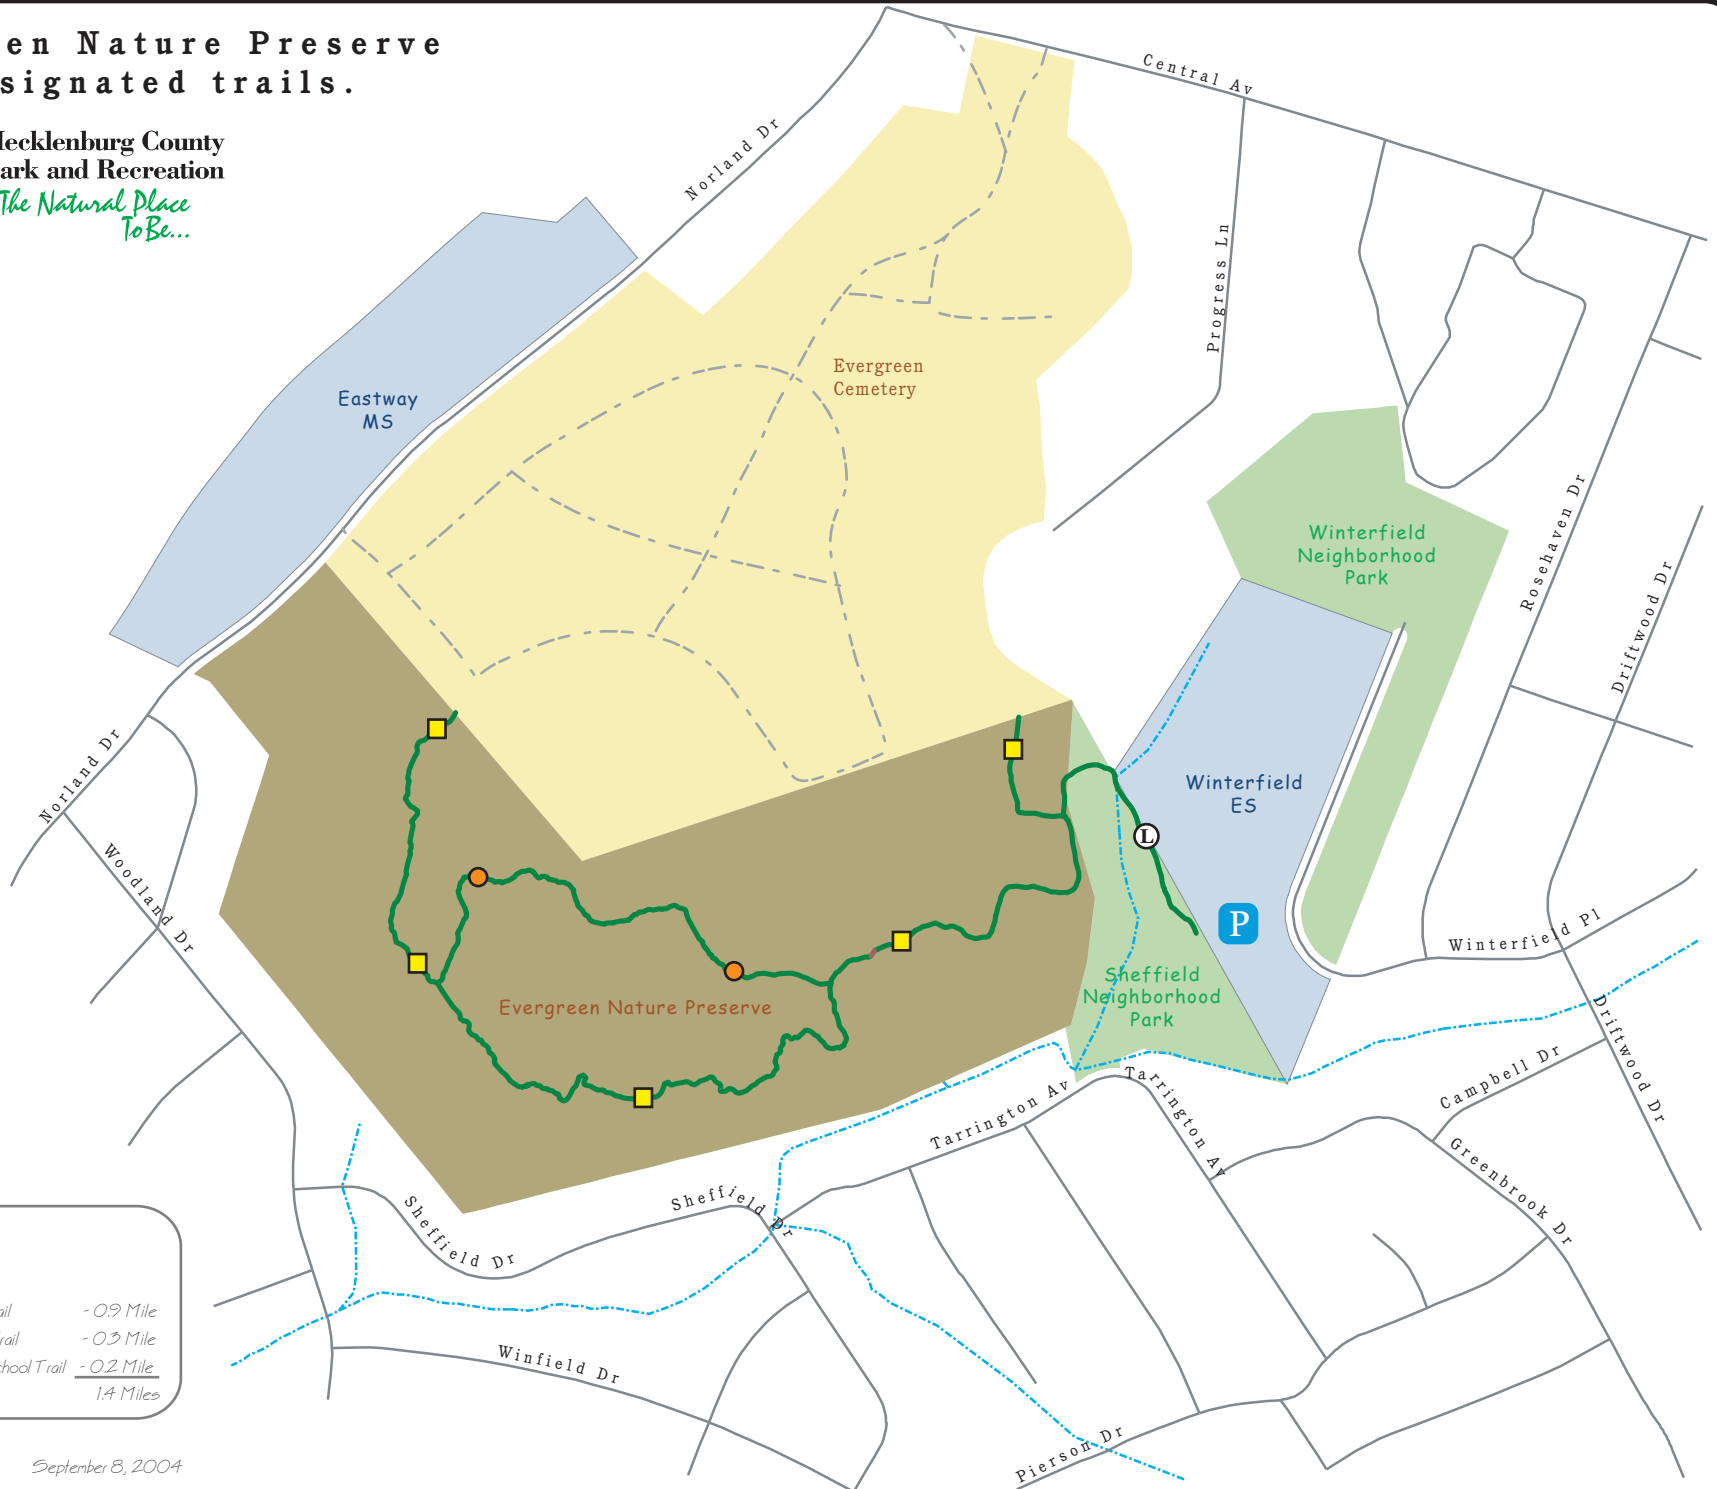 en Nature Preserve
signated trails.
Mecklenburg County
ark and Recreation
The Natural Place
To Be...
Central Av
Norland Dr
Progress Ln
Evergreen
Cemetery
Eastway
MS
Winterfield
Neighborhood
Park
Rosehaven Dr
Driftwood Dr
Norland Dr
Winterfield
ES
L
P
Woodland Dr
Winterfield Pl
Sheffield
Neighborhood
Park
Evergreen Nature Preserve
Driftwood Dr
Campbell Dr
Tarrington Av
Tarrington Av
Greenbrook Dr
Sheffield Dr
Sheffield Dr
ail - 0.9 Mile
rail - 0.3 Mile
chool Trail - 0.2 Mile
1.4 Miles
Winfield Dr
Pierson Dr
September 8, 2004